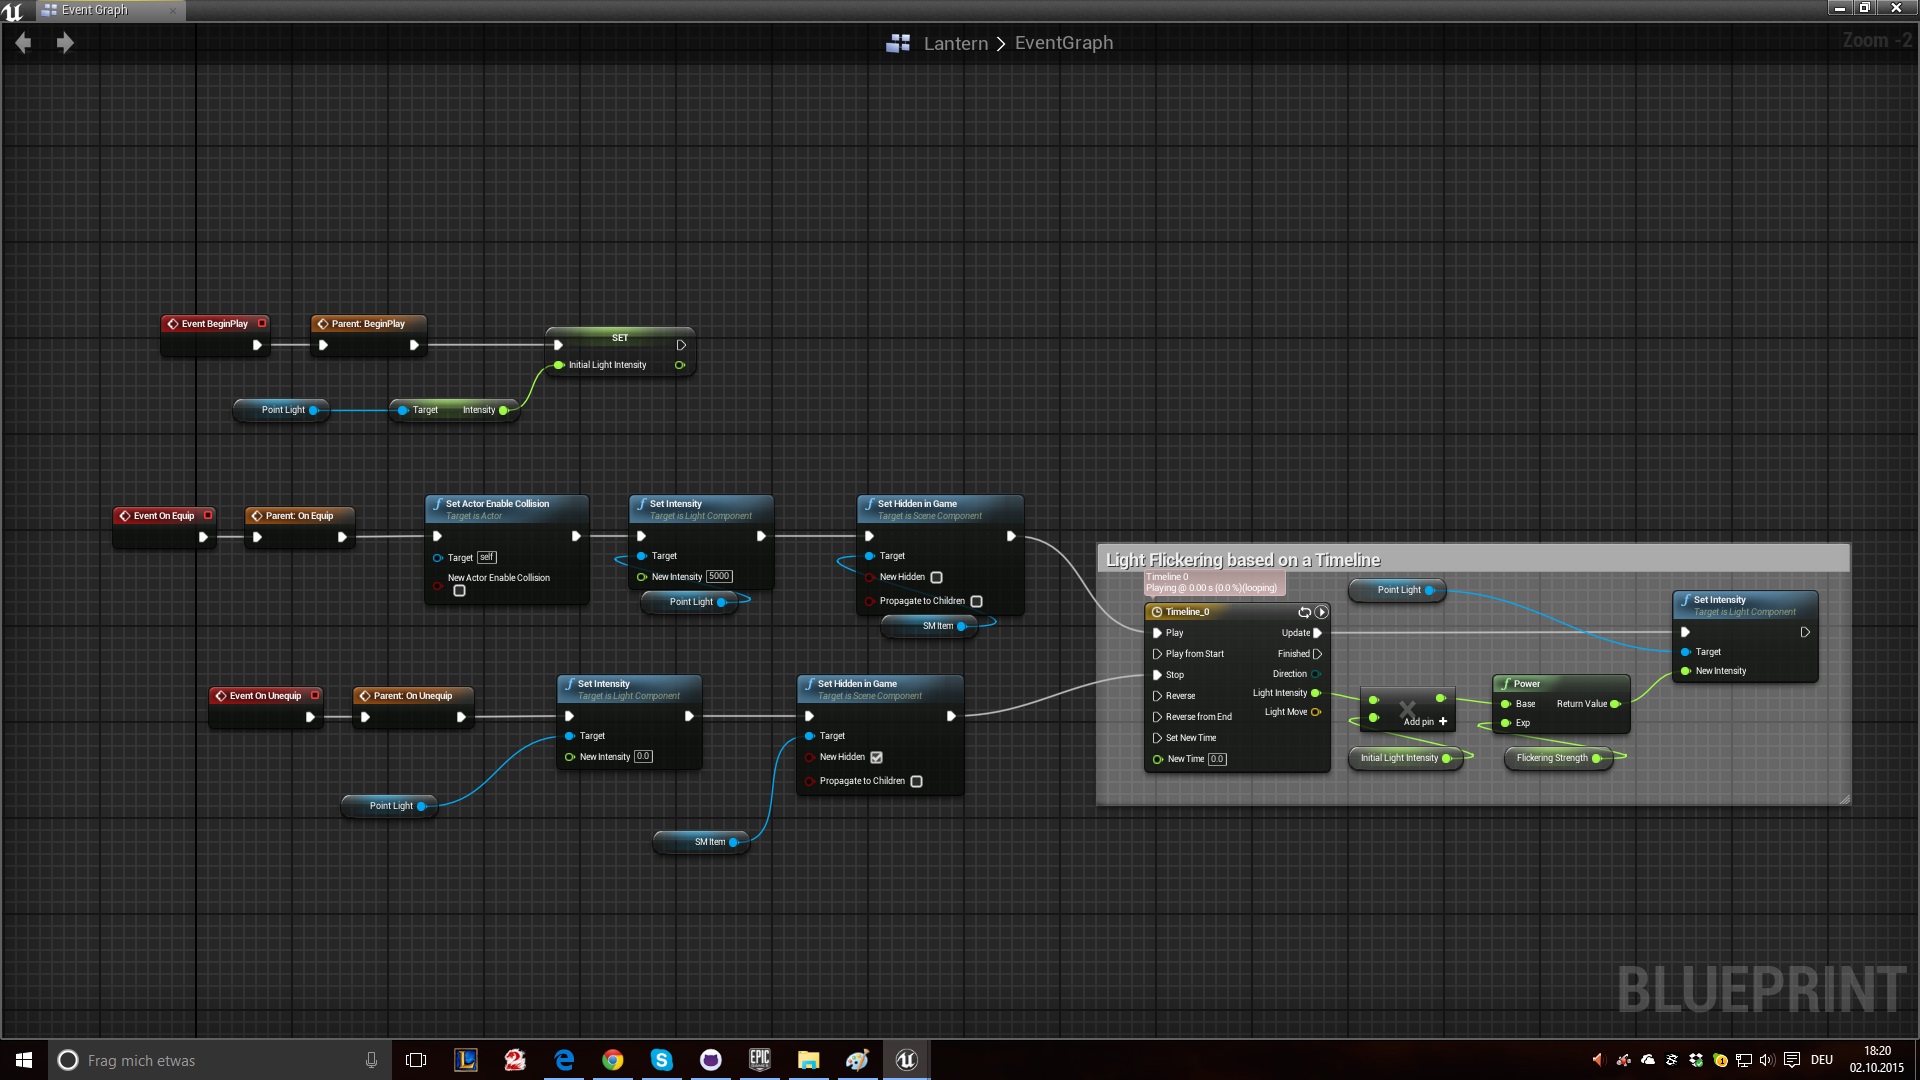 Event Graph
Lantern > EventGraph
Zoom -2
Event BeginPlay
Parent: BeginPlay
SET
Initial Light Intensity
Point Light
Target Intensity
Event On Equip
Parent: On Equip
Set Actor Enable Collision
Target is Actor
Target self
New Actor Enable Collision
Set Intensity
Target is Light Component
Target
New Intensity 5000
Point Light
Set Hidden in Game
Target is Scene Component
Target
New Hidden
Propagate to Children
SM Item
Event On Unequip
Parent: On Unequip
Set Intensity
Target is Light Component
Target
New Intensity 0.0
Point Light
Set Hidden in Game
Target is Scene Component
Target
New Hidden
Propagate to Children
SM Item
Light Flickering based on a Timeline
Timeline 0
Playing @ 0.00 s (0.0 %)(looping)
Timeline_0
Play Update
Play from Start Finished
Stop Direction
Reverse Light Intensity
Reverse from End Light Move
Set New Time
New Time 0.0
Point Light
Add pin +
Initial Light Intensity
Power
Base Return Value
Exp
Flickering Strength
Set Intensity
Target is Light Component
Target
New Intensity
BLUEPRINT
Frag mich etwas
EPIC
GAMES
DEU
18:20
02.10.2015